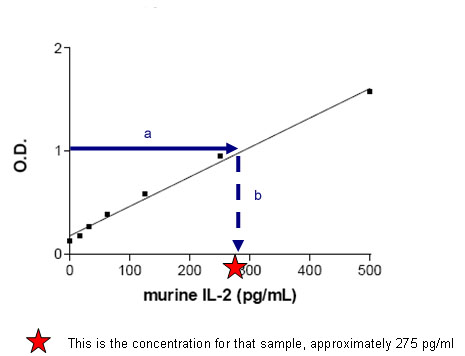 2
a
O.D.
1
b
0
0 100 200 300 400 500
murine IL-2 (pg/mL)
This is the concentration for that sample, approximately 275 pg/ml